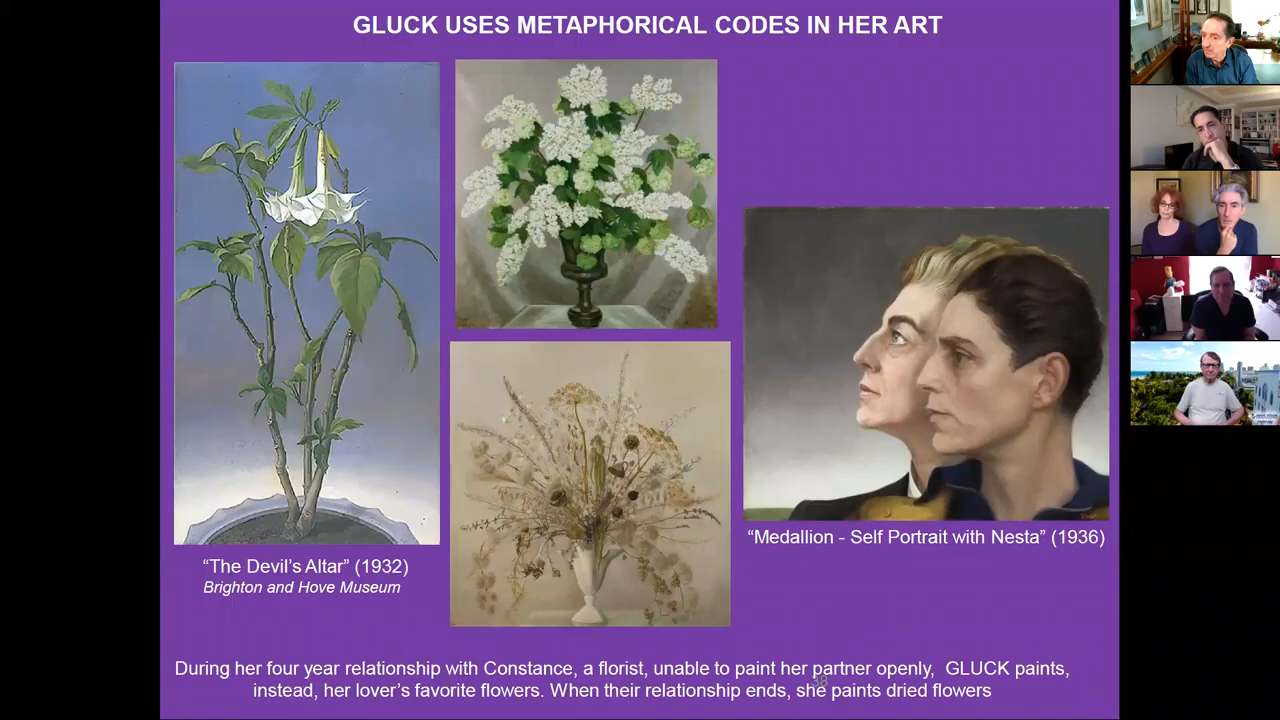 GLUCK USES METAPHORICAL CODES IN HER ART
“The Devil’s Altar” (1932)
Brighton and Hove Museum
“Medallion - Self Portrait with Nesta” (1936)
During her four year relationship with Constance, a florist, unable to paint her partner openly, GLUCK paints,
instead, her lover’s favorite flowers. When their relationship ends, she paints dried flowers
38